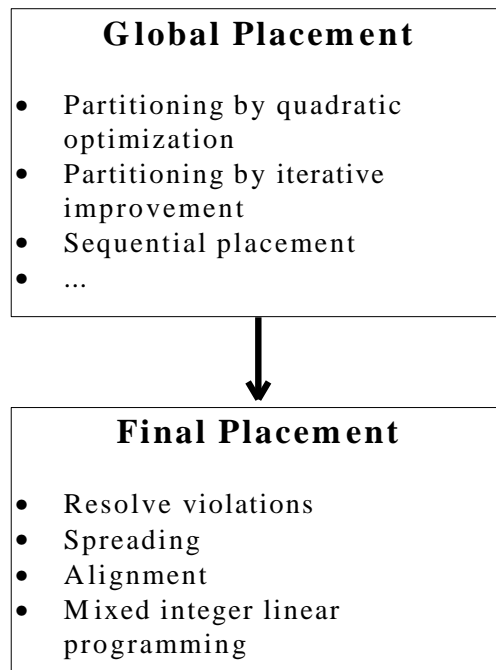 Global Placement
• Partitioning by quadratic
optimization
• Partitioning by iterative
improvement
• Sequential placement
• ...
Final Placement
• Resolve violations
• Spreading
• Alignment
• Mixed integer linear
programming